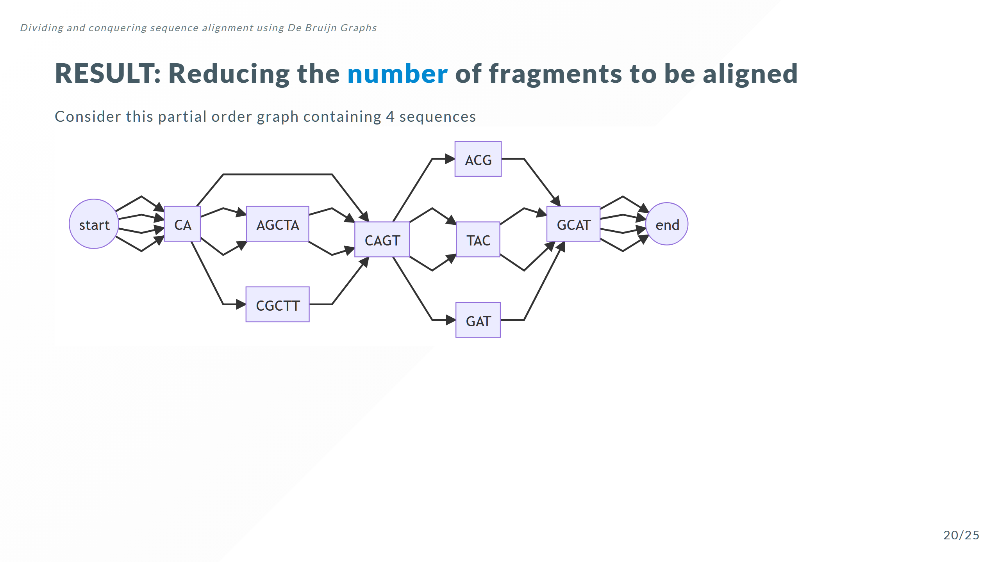 Dividing and conquering sequence alignment using De Bruijn Graphs
RESULT: Reducing the number of fragments to be aligned
Consider this partial order graph containing 4 sequences
start
CA
AGCTA
CGCTT
CAGT
ACG
TAC
GAT
GCAT
end
20/25